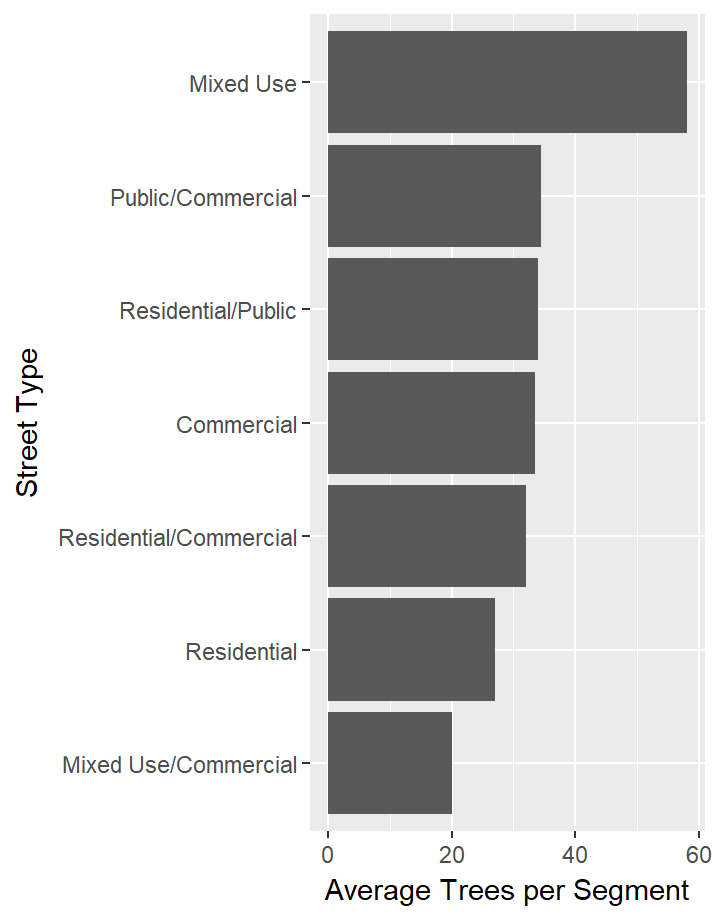 Mixed Use
Public/Commercial
Residential/Public
Commercial
Residential/Commercial
Residential
Mixed Use/Commercial
Street Type
0 20 40 60
Average Trees per Segment